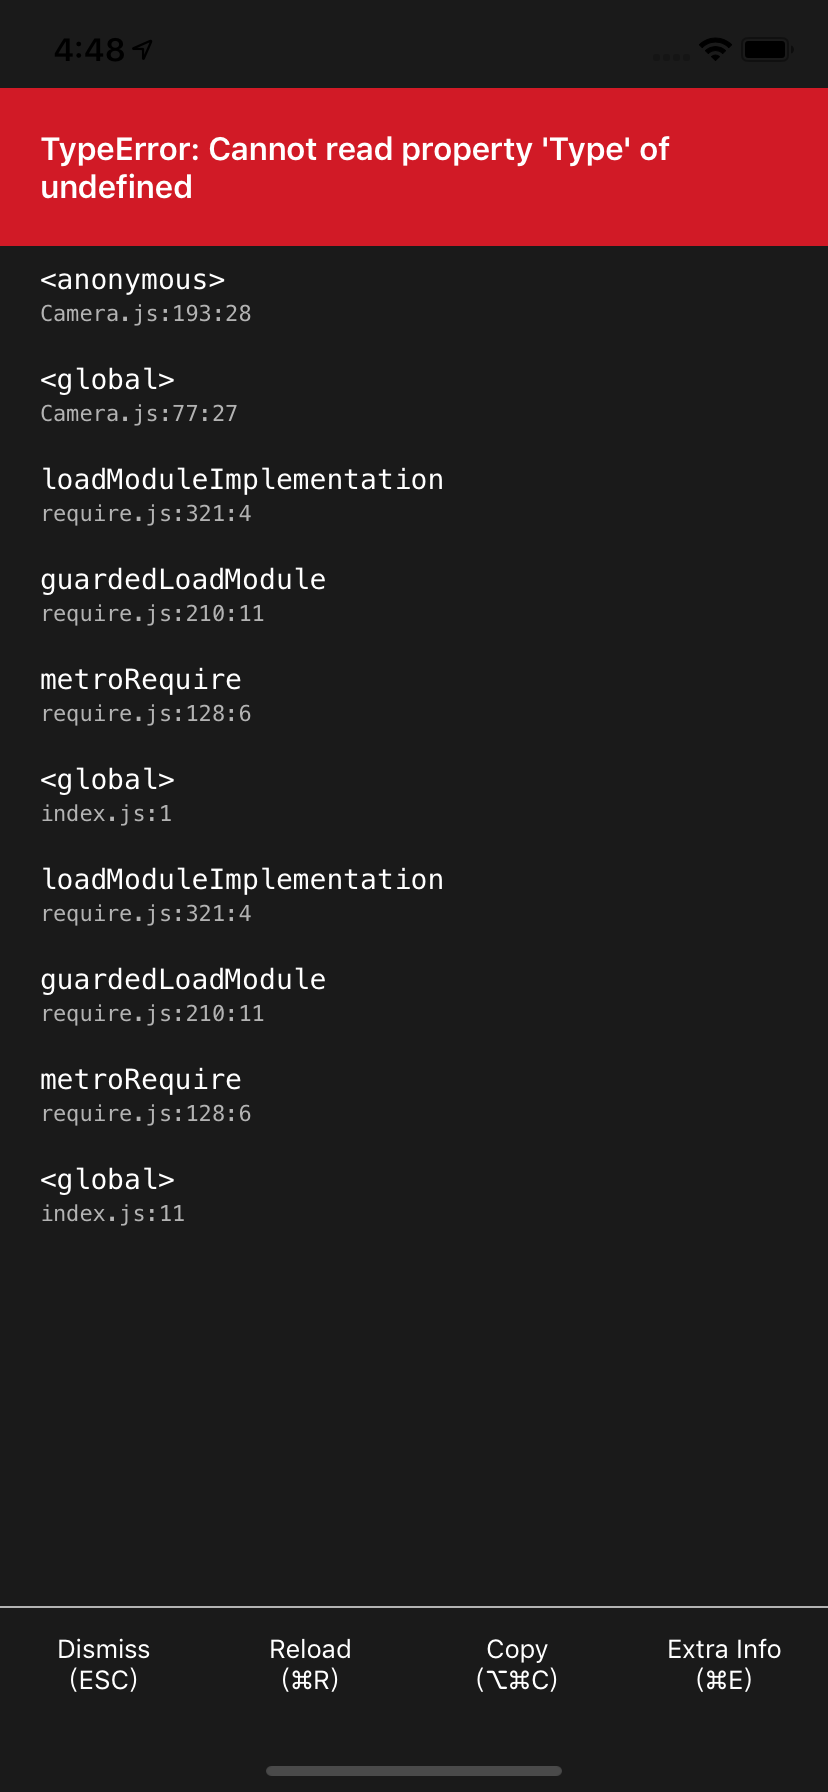 4:48
TypeError: Cannot read property 'Type' of
undefined
<anonymous>
Camera.js:193:28
<global>
Camera.js:77:27
loadModuleImplementation
require.js:321:4
guardedLoadModule
require.js:210:11
metroRequire
require.js:128:6
<global>
index.js:1
loadModuleImplementation
require.js:321:4
guardedLoadModule
require.js:210:11
metroRequire
require.js:128:6
<global>
index.js:11
Dismiss
(ESC)
Reload
(⌘R)
Copy
(⌥⌘C)
Extra Info
(⌘E)